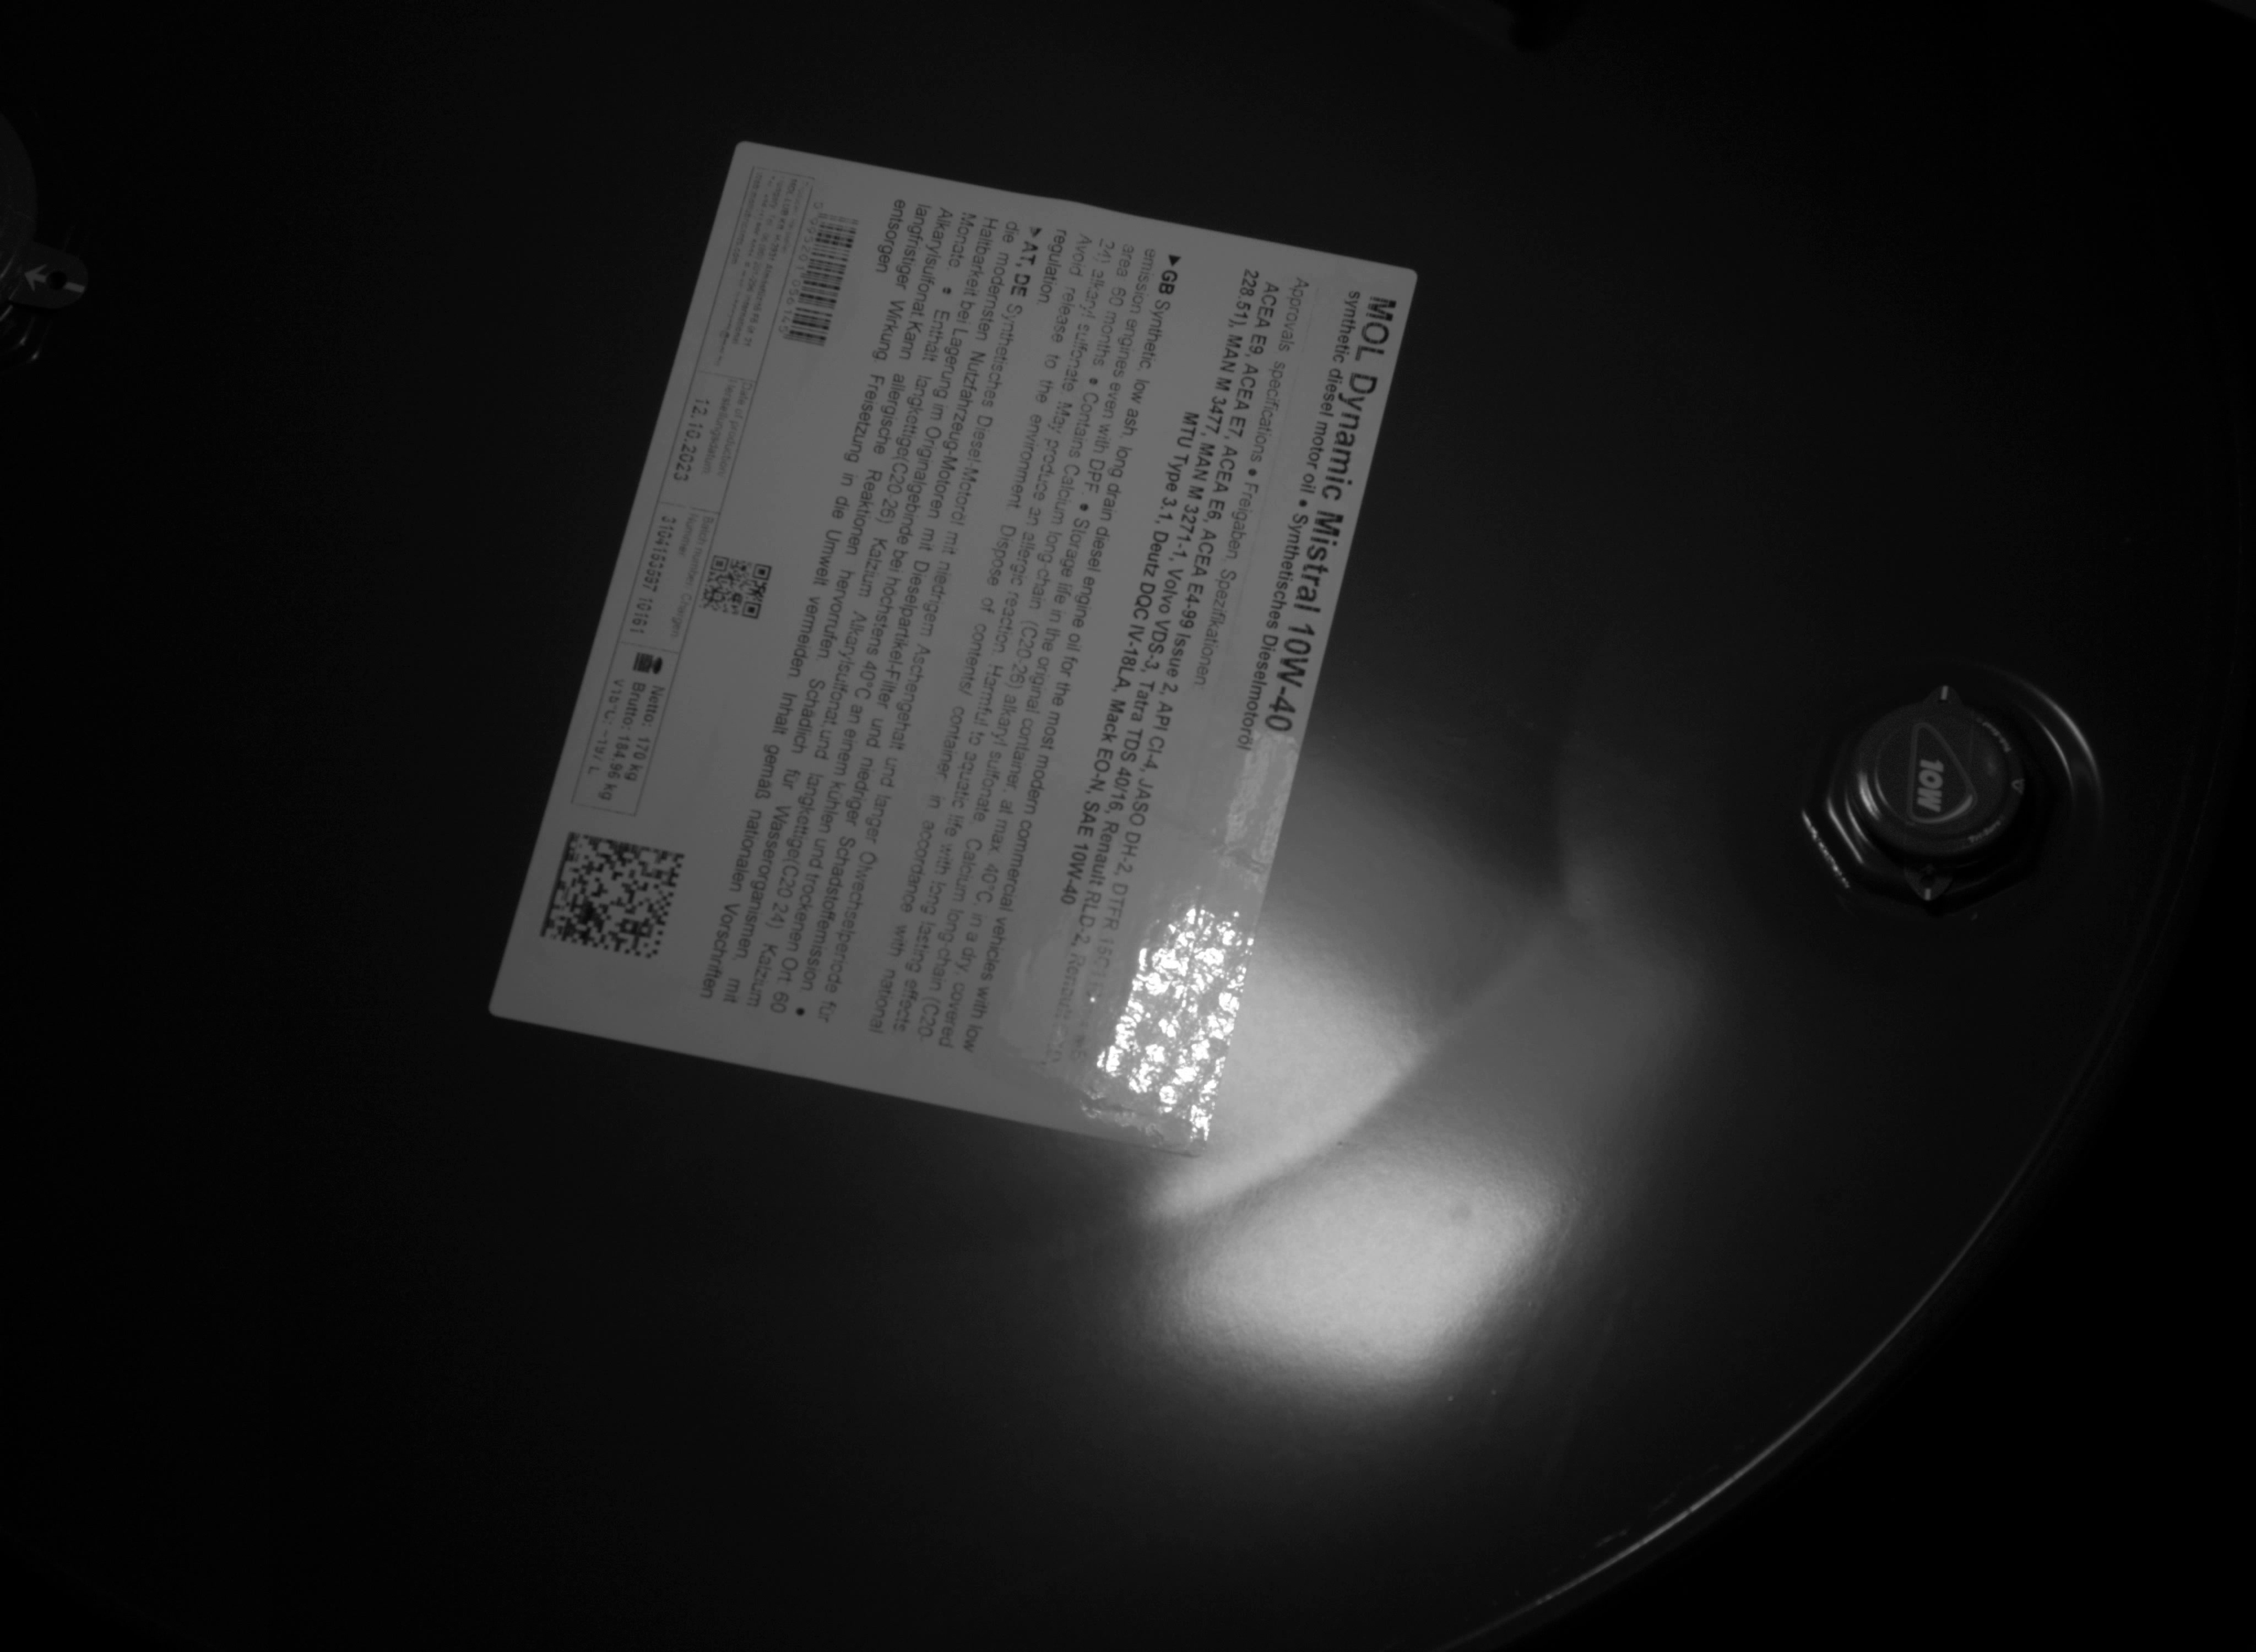 MOL Dynamic Mistral 10W-40
synthetic diesel motor oil • Synthetisches Dieselmotoröl
Approvals, specifications • Freigaben, Spezifikationen:
ACEA E9, ACEA E7, ACEA E6, ACEA E4-99 Issue 2, API CI-4, JASO DH-2, DTFR
228.51), MAN M 3477, MAN M 3271-1, Volvo VDS-3, Tatra TDS 40/16, Renault RLD-2,
MTU Type 3.1, Deutz DQC IV-18LA, Mack EO-N, SAE 10W-40
▶GB Synthetic, low ash, long drain diesel engine oil for the most modern commercial vehicles with low
emission engines even with DPF. • Storage life in the original container, at max. 40°C, in a dry, covered
area 60 months • Contains Calcium long-chain (C20-26) alkaryl sulfonate. Calcium long-chain (C20-
24) alkaryl sulfonate. May produce an allergic reaction. Harmful to aquatic life with long lasting effects.
Avoid release to the environment. Dispose of contents/ container in accordance with national
regulation.
▶AT, DE Synthetisches Diesel-Motoröl mit niedrigem Aschengehalt und langer Ölwechselperiode für
die modernsten Nutzfahrzeug-Motoren mit Dieselpartikel-Filter und niedriger Schadstoffemission. •
Haltbarkeit bei Lagerung im Originalgebinde bei höchstens 40°C an einem kühlen und trockenen Ort: 60
Monate. • Enthält langkettige(C20-26) Kalzium Alkarylsulfonat und langkettige(C20 24) Kalzium
Alkarylsulfonat.Kann allergische Reaktionen hervorrufen. Schädlich für Wasserorganismen, mit
langfristiger Wirkung. Freisetzung in die Umwelt vermeiden. Inhalt gemäß nationalen Vorschriften
entsorgen.
Date of production:
Herstellungsdatum:
12.10.2023
Batch number/ Chargen
Nummer:
Netto: 170 kg
Brutto: 184.96 kg
10W